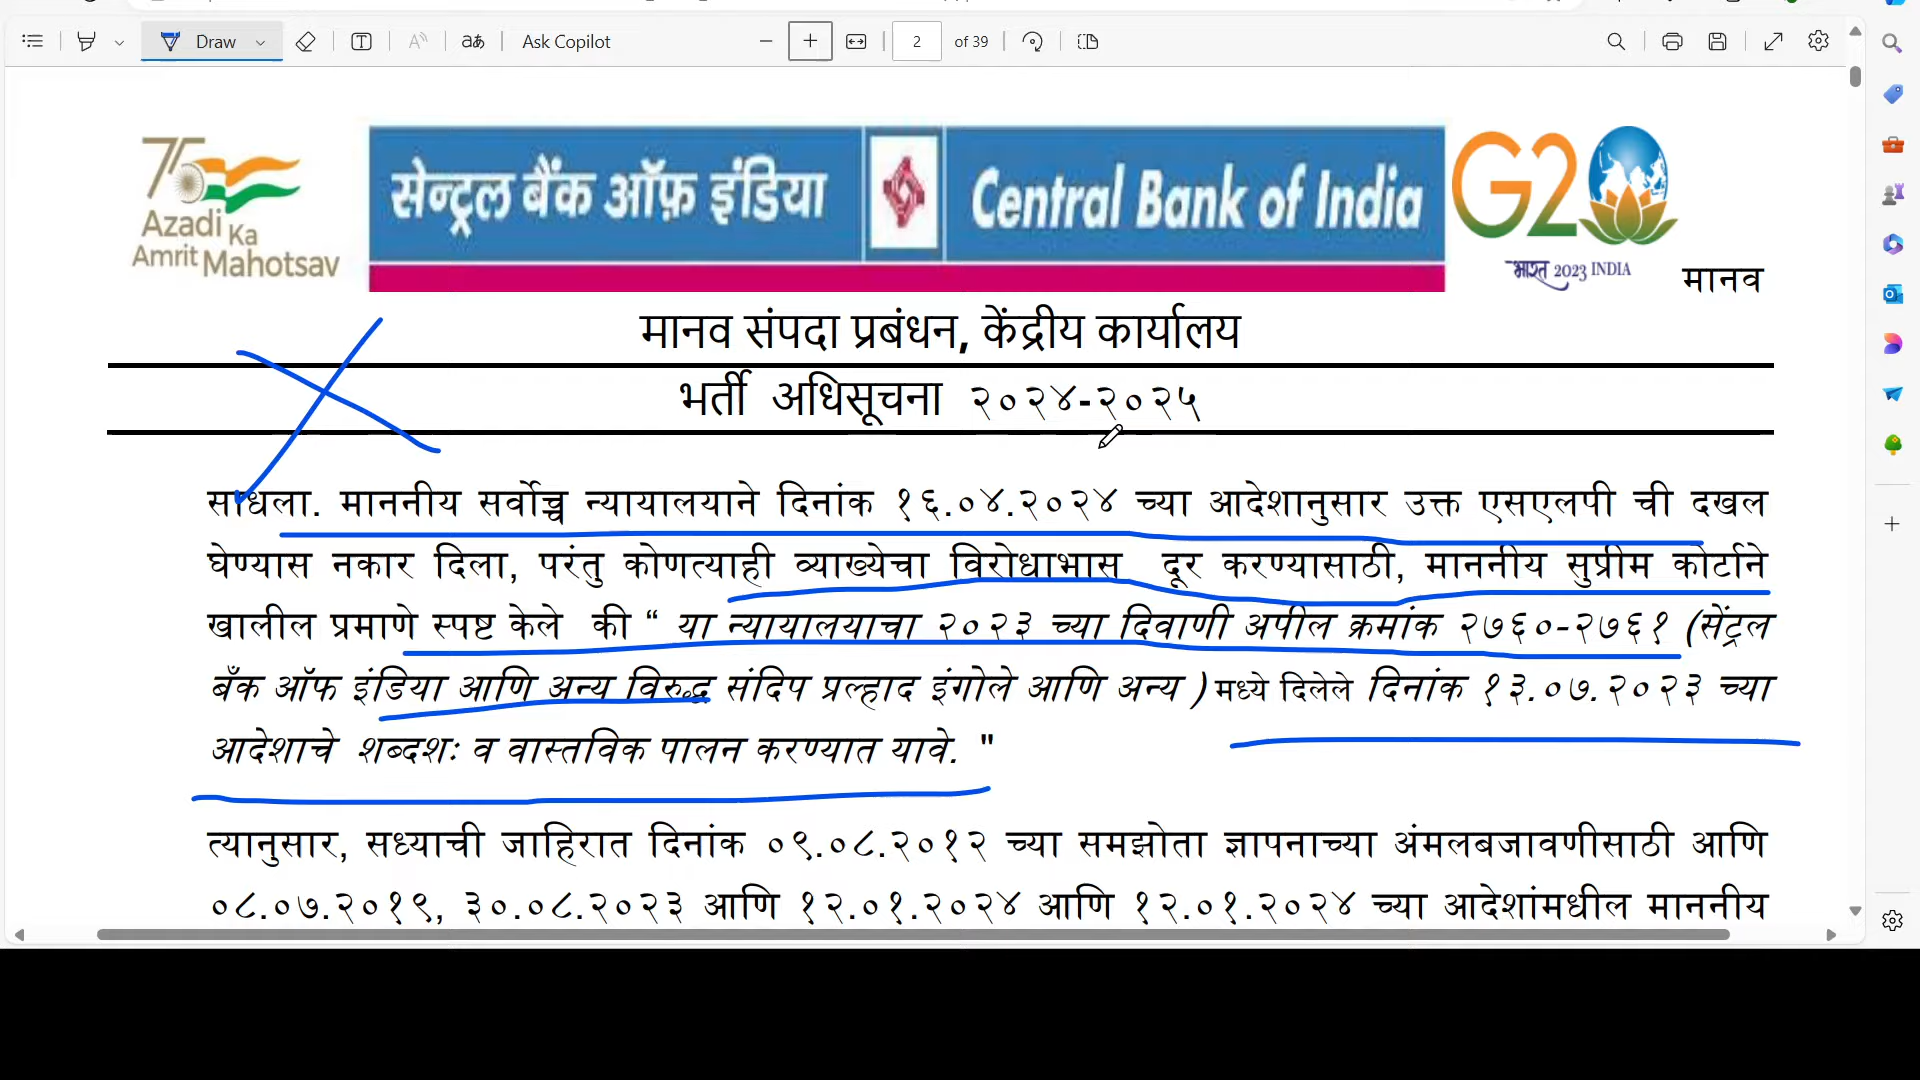 Draw
aあ
Ask Copilot
2 of 39
75
Azadi Ka
Amrit Mahotsav
सेन्ट्रल बैंक ऑफ़ इंडिया
Central Bank of India
G20
भारत 2023 INDIA
मानव
मानव संपदा प्रबंधन, केंद्रीय कार्यालय
भर्ती अधिसूचना २०२४-२०२५
साधला. माननीय सर्वोच्च न्यायालयाने दिनांक १६.०४.२०२४ च्या आदेशानुसार उक्त एसएलपी ची दखल
घेण्यास नकार दिला, परंतु कोणत्याही व्याख्येचा विरोधाभास दूर करण्यासाठी, माननीय सुप्रीम कोर्टाने
खालील प्रमाणे स्पष्ट केले की “ या न्यायालयाचा २०२३ च्या दिवाणी अपील क्रमांक २७६०-२७६१ (सेंट्रल
बँक ऑफ इंडिया आणि अन्य विरुद्ध संदिप प्रल्हाद इंगोले आणि अन्य ) मध्ये दिलेले दिनांक १३.०७.२०२३ च्या
आदेशाचे शब्दशः व वास्तविक पालन करण्यात यावे. "
त्यानुसार, सध्याची जाहिरात दिनांक ०९.०८.२०१२ च्या समझोता ज्ञापनाच्या अंमलबजावणीसाठी आणि
०८.०७.२०१९, ३०.०८.२०२३ आणि १२.०१.२०२४ आणि १२.०१.२०२४ च्या आदेशांमधील माननीय